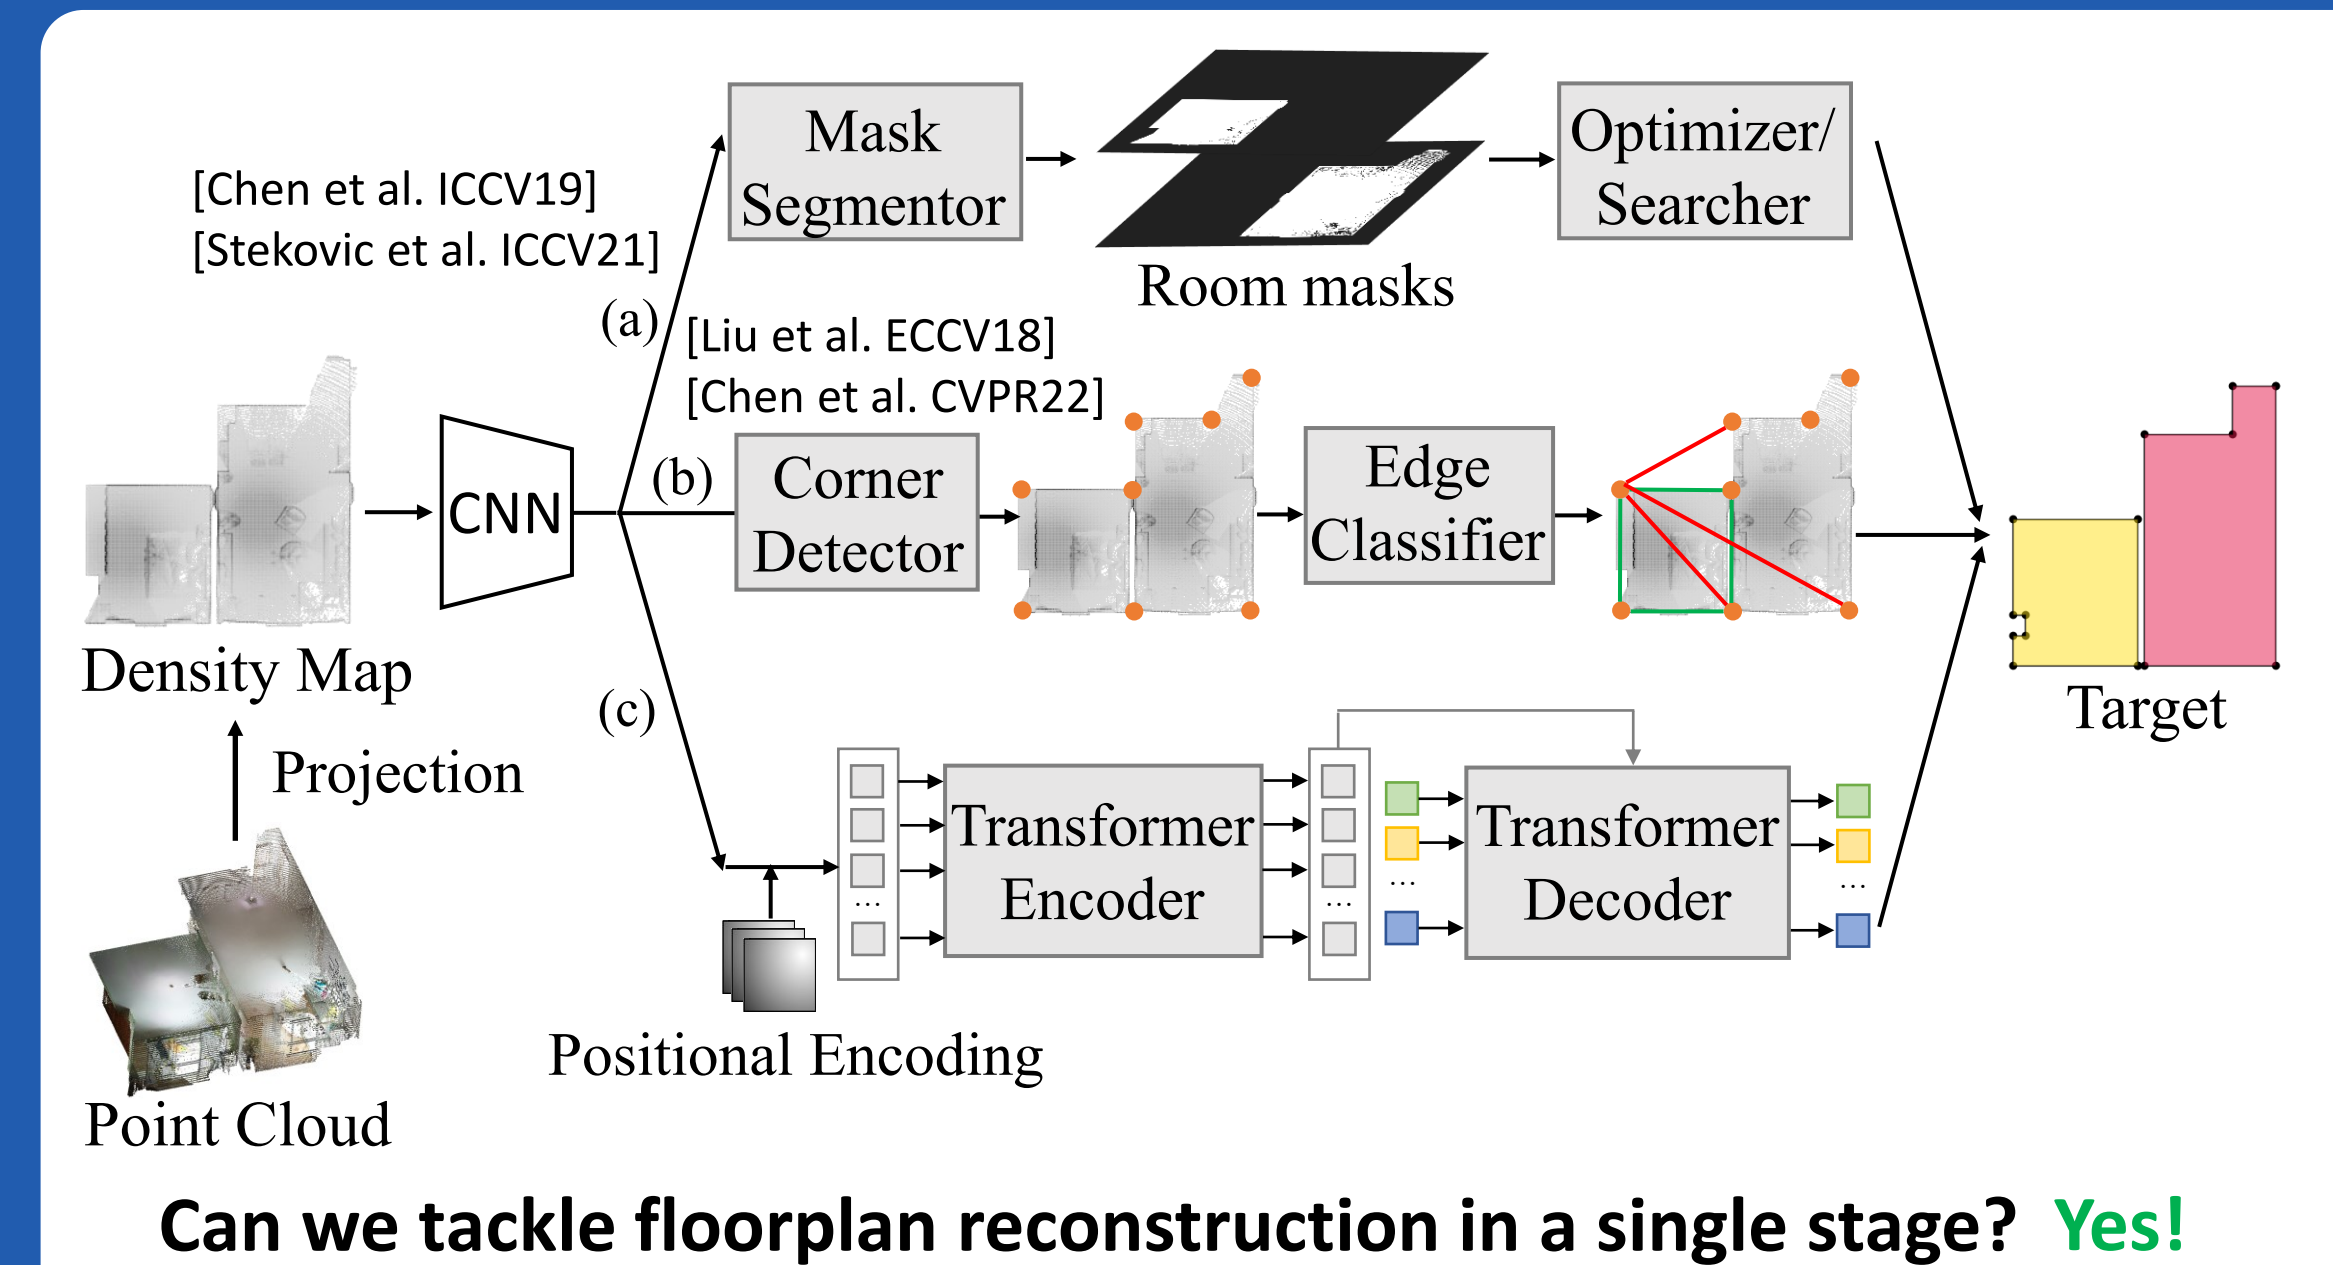 [Chen et al. ICCV19]
[Stekovic et al. ICCV21]
(a)
Mask
Segmentor
Room masks
Optimizer/
Searcher
[Liu et al. ECCV18]
[Chen et al. CVPR22]
(b)
Corner
Detector
Edge
Classifier
CNN
Density Map
Projection
Point Cloud
(c)
Positional Encoding
...
Transformer
Encoder
...
...
Transformer
Decoder
...
Target
Can we tackle floorplan reconstruction in a single stage? Yes!